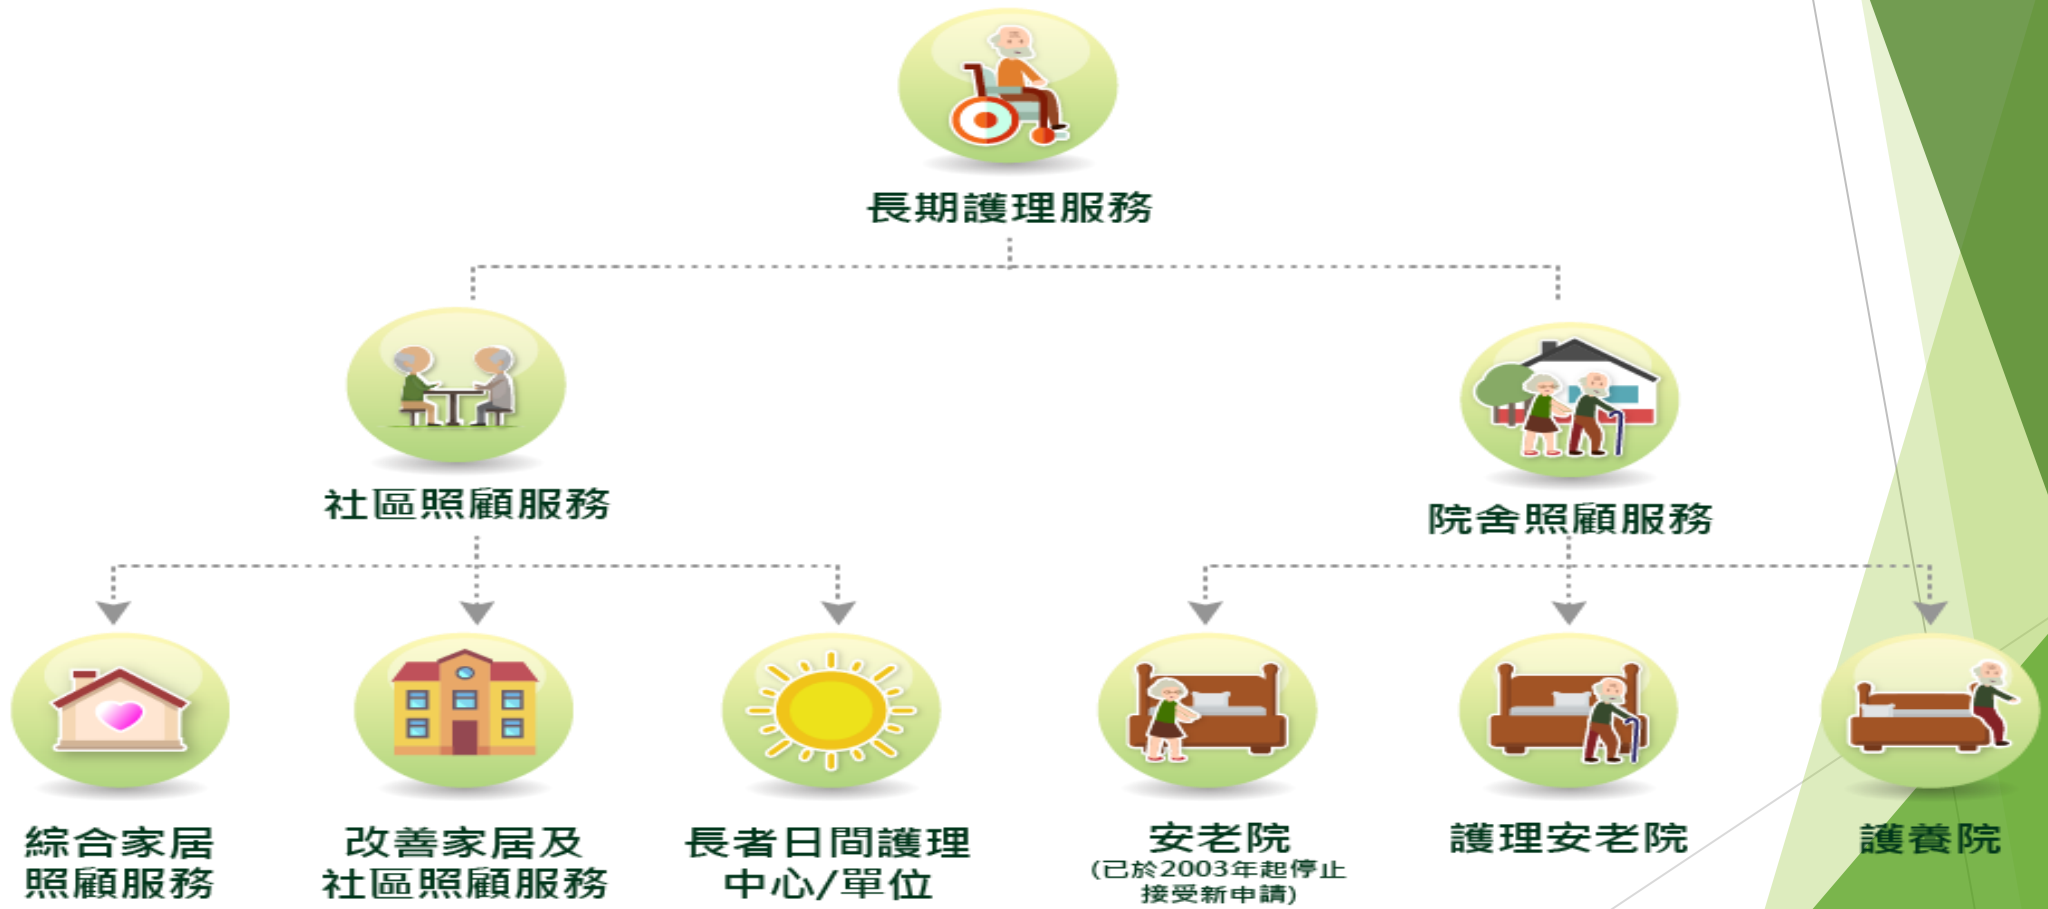 長期護理服務
社區照顧服務
院舍照顧服務
綜合家居
照顧服務
改善家居及
社區照顧服務
長者日間護理
中心/單位
安老院
(已於2003年起停止
接受新申請)
護理安老院
護養院